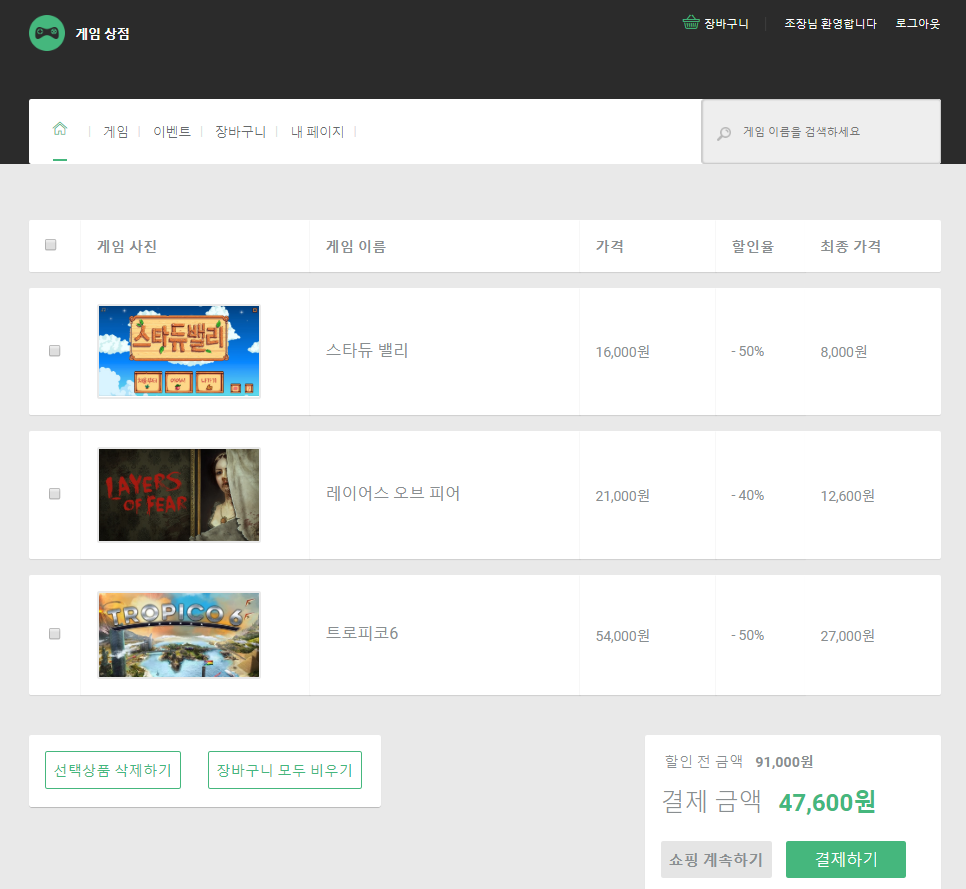 게임 상점
장바구니 조장님 환영합니다 로그아웃
게임 이벤트 장바구니 내 페이지
게임 이름을 검색하세요
게임 사진 게임 이름 가격 할인율 최종 가격
스타듀밸리
스타듀 밸리 16,000원 - 50% 8,000원
LAYERS
OF FEAR
레이어스 오브 피어 21,000원 - 40% 12,600원
TROPICO 6
트로피코6 54,000원 - 50% 27,000원
선택상품 삭제하기 장바구니 모두 비우기
할인 전 금액 91,000원
결제 금액 47,600원
쇼핑 계속하기 결제하기